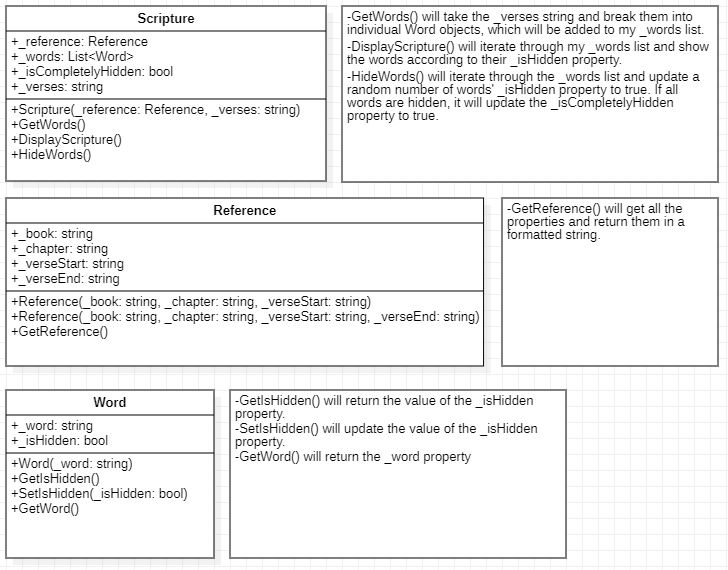 Scripture
+_reference: Reference
+_words: List<Word>
+_isCompletelyHidden: bool
+_verses: string
+Scripture(_reference: Reference, _verses: string)
+GetWords()
+DisplayScripture()
+HideWords()
-GetWords() will take the _verses string and break them into
individual Word objects, which will be added to my _words list.
-DisplayScripture() will iterate through my _words list and show
the words according to their _isHidden property.
-HideWords() will iterate through the _words list and update a
random number of words' _isHidden property to true. If all
words are hidden, it will update the _isCompletelyHidden
property to true.
Reference
+_book: string
+_chapter: string
+_verseStart: string
+_verseEnd: string
+Reference(_book: string, _chapter: string, _verseStart: string)
+Reference(_book: string, _chapter: string, _verseStart: string, _verseEnd: string)
+GetReference()
-GetReference() will get all the
properties and return them in a
formatted string.
Word
+_word: string
+_isHidden: bool
+Word(_word: string)
+GetIsHidden()
+SetIsHidden(_isHidden: bool)
+GetWord()
-GetIsHidden() will return the value of the _isHidden
property.
-SetIsHidden() will update the value of the _isHidden
property.
-GetWord() will return the _word property